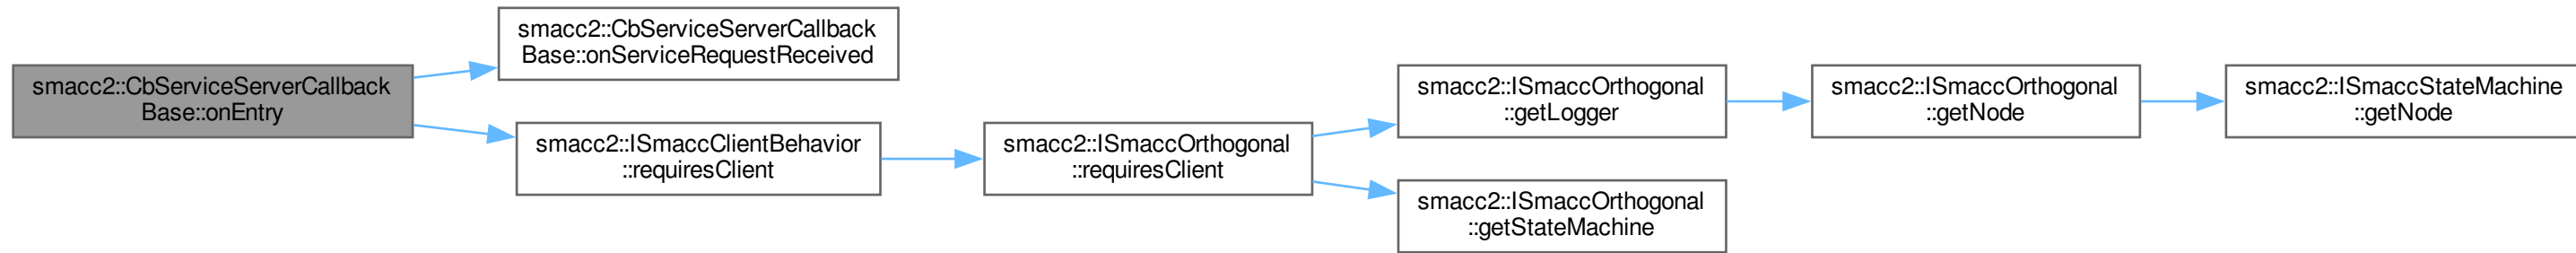 smacc2::CbServiceServerCallback
Base::onEntry
smacc2::CbServiceServerCallback
Base::onServiceRequestReceived
smacc2::ISmaccClientBehavior
::requiresClient
smacc2::ISmaccOrthogonal
::requiresClient
smacc2::ISmaccOrthogonal
::getLogger
smacc2::ISmaccOrthogonal
::getNode
smacc2::ISmaccStateMachine
::getNode
smacc2::ISmaccOrthogonal
::getStateMachine